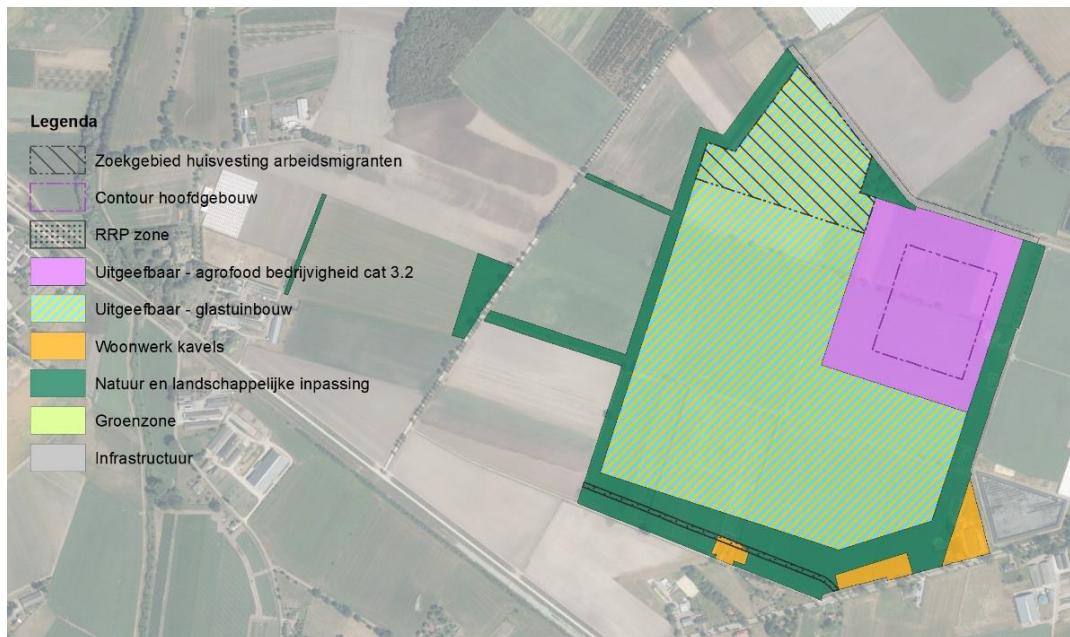 Legenda
Zoekgebied huisvesting arbeidsmigranten
Contour hoofdgebouw
RRP zone
Uitgeefbaar - agrofood bedrijvigheid cat 3.2
Uitgeefbaar - glastuinbouw
Woonwerk kavels
Natuur en landschappelijke inpassing
Groenzone
Infrastructuur